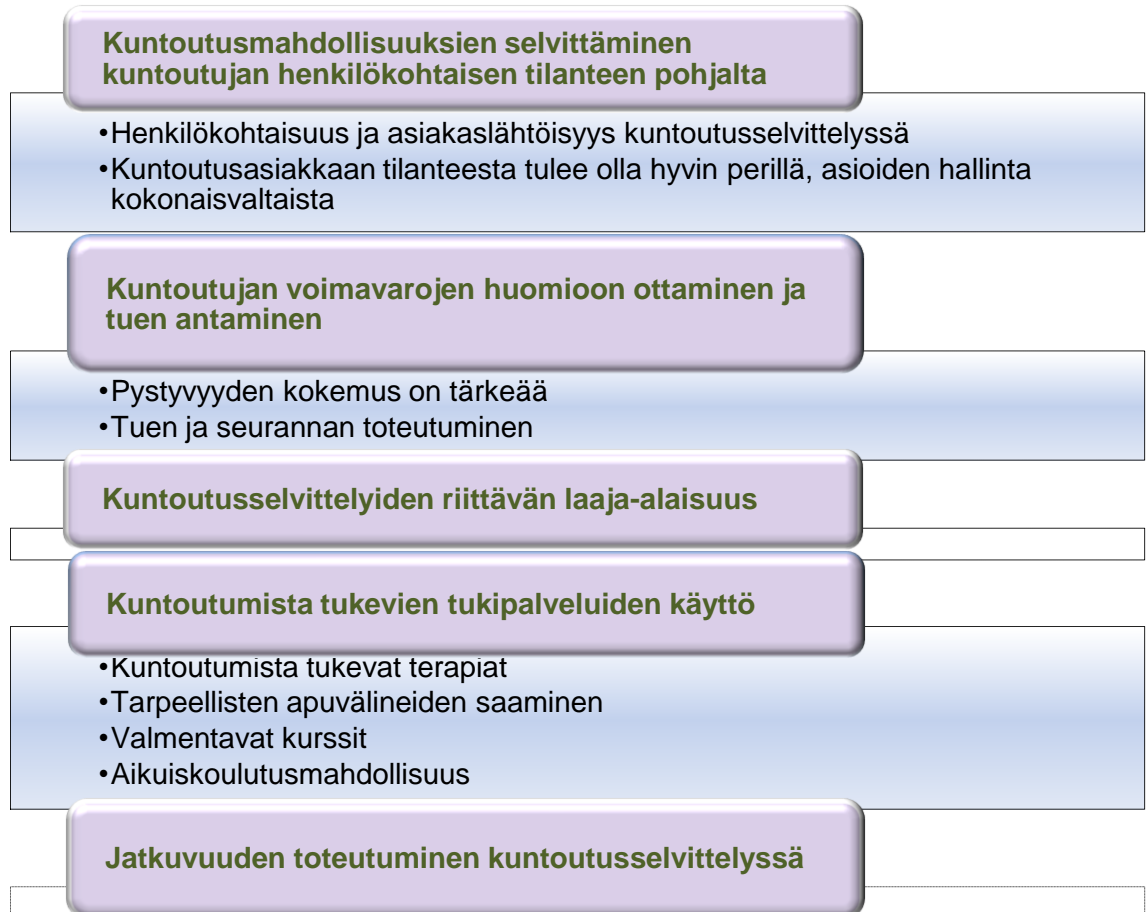 Kuntoutusmahdollisuuksien selvittäminen
kuntoutujan henkilökohtaisen tilanteen pohjalta
•Henkilökohtaisuus ja asiakaslähtöisyys kuntoutusselvittelyssä
•Kuntoutusasiakkaan tilanteesta tulee olla hyvin perillä, asioiden hallinta
kokonaisvaltaista
Kuntoutujan voimavarojen huomioon ottaminen ja
tuen antaminen
•Pystyvyyden kokemus on tärkeää
•Tuen ja seurannan toteutuminen
Kuntoutusselvittelyiden riittävän laaja-alaisuus
Kuntoutumista tukevien tukipalveluiden käyttö
•Kuntoutumista tukevat terapiat
•Tarpeellisten apuvälineiden saaminen
•Valmentavat kurssit
•Aikuiskoulutusmahdollisuus
Jatkuvuuden toteutuminen kuntoutusselvittelyssä